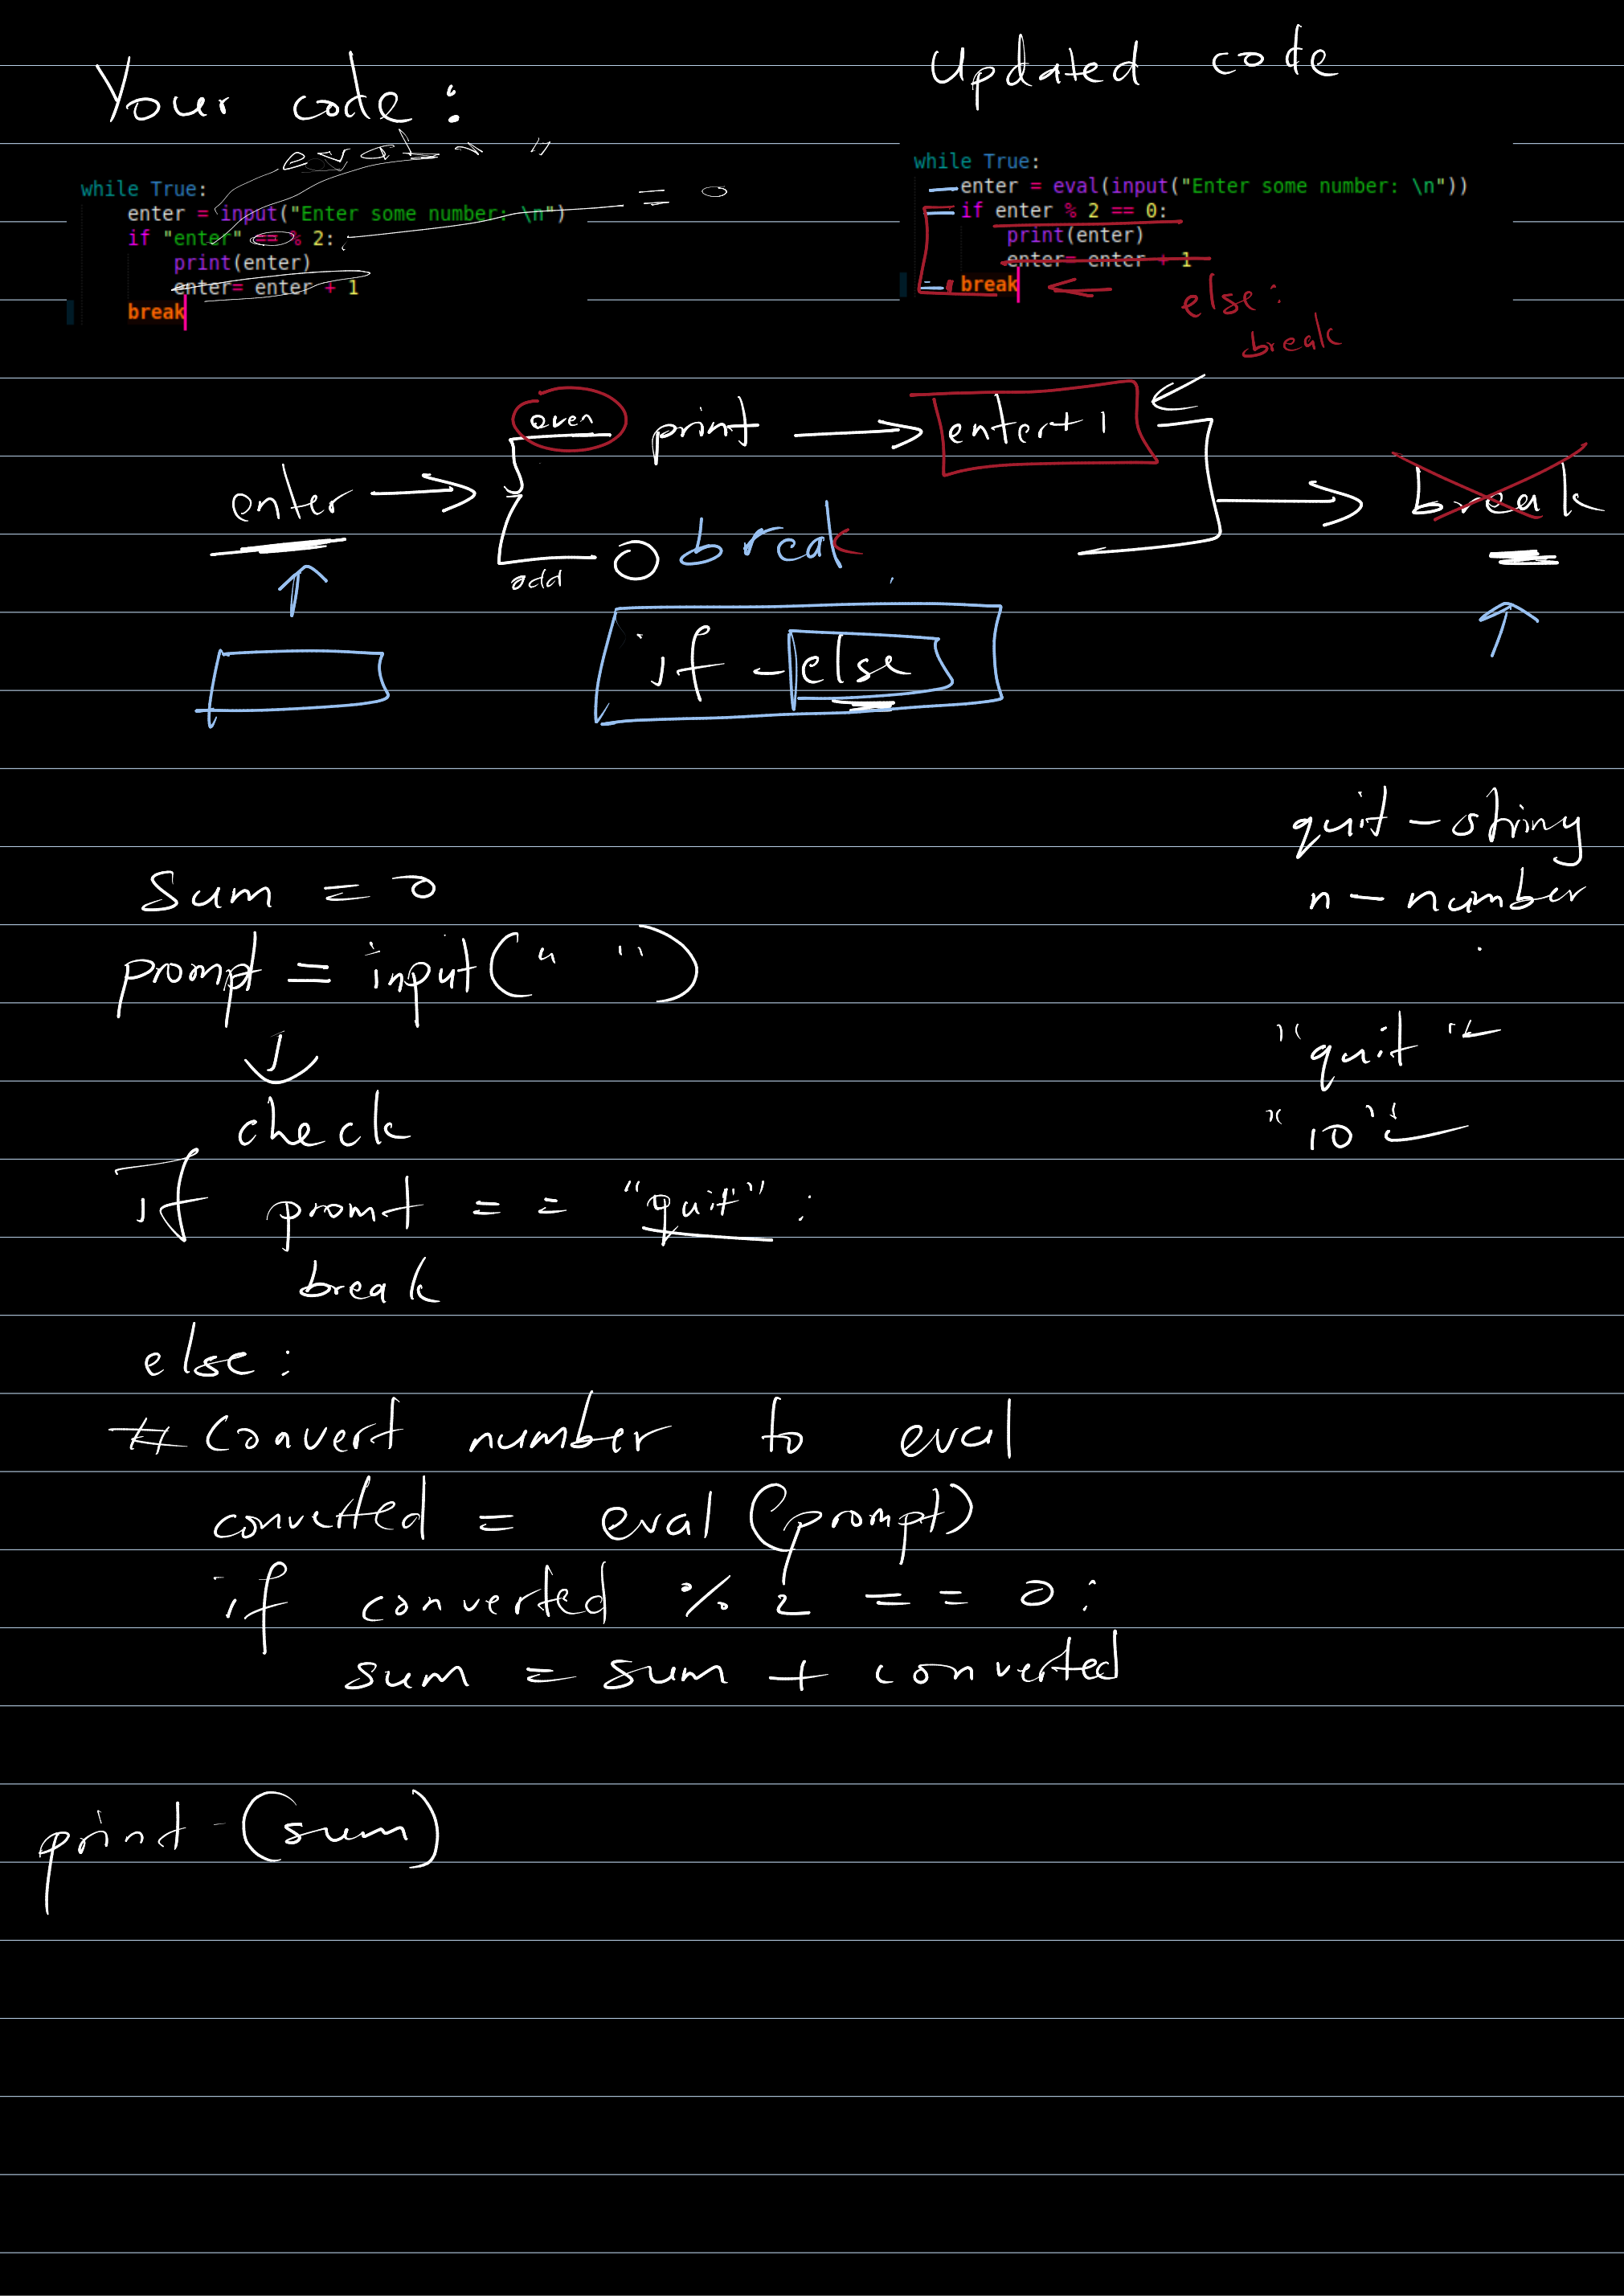 Your code:
eval " "
while True:
enter = input("Enter some number: \n")
= 0
if "enter" == % 2:
print(enter)
enter= enter + 1
break
Updated code
while True:
enter = eval(input("Enter some number: \n"))
if enter % 2 == 0:
print(enter)
enter= enter + 1
break
else:
break
even print enter+1
enter break
odd break
if - else
quit - string
n - number
sum = 0
prompt = input(" ")
"quit"
"10"
check
if promt == "quit":
break
else:
# Convert number to eval
converted = eval (prompt)
if converted % 2 == 0:
sum = sum + converted
print (sum)